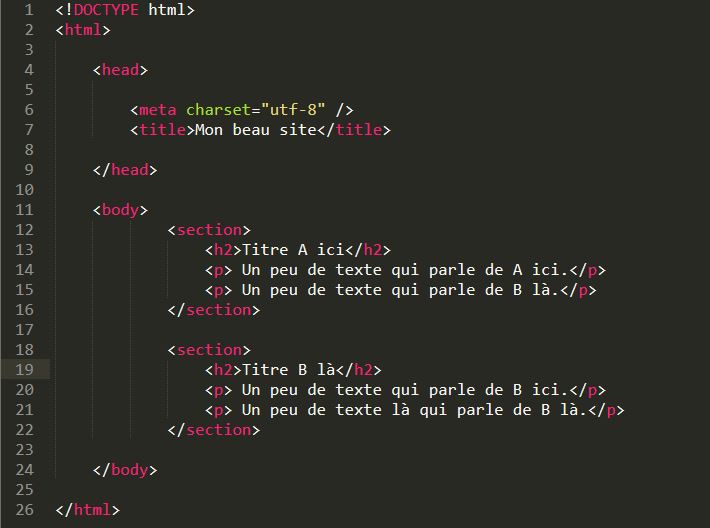 1 <!DOCTYPE html>
2 <html>
3
4 <head>
5
6 <meta charset="utf-8" />
7 <title>Mon beau site</title>
8
9 </head>
10
11 <body>
12 <section>
13 <h2>Titre A ici</h2>
14 <p> Un peu de texte qui parle de A ici.</p>
15 <p> Un peu de texte qui parle de B là.</p>
16 </section>
17
18 <section>
19 <h2>Titre B là</h2>
20 <p> Un peu de texte qui parle de B ici.</p>
21 <p> Un peu de texte là qui parle de B là.</p>
22 </section>
23
24 </body>
25
26 </html>